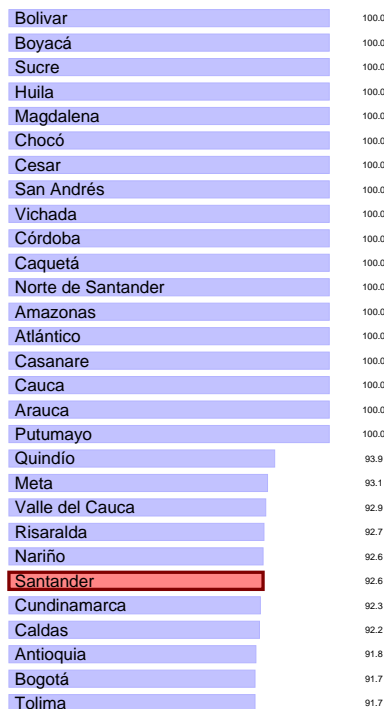 Bolivar 100.0
Boyacá 100.0
Sucre 100.0
Huila 100.0
Magdalena 100.0
Chocó 100.0
Cesar 100.0
San Andrés 100.0
Vichada 100.0
Córdoba 100.0
Caquetá 100.0
Norte de Santander 100.0
Amazonas 100.0
Atlántico 100.0
Casanare 100.0
Cauca 100.0
Arauca 100.0
Putumayo 100.0
Quindío 93.9
Meta 93.1
Valle del Cauca 92.9
Risaralda 92.7
Nariño 92.6
Santander 92.6
Cundinamarca 92.3
Caldas 92.2
Antioquia 91.8
Bogotá 91.7
Tolima 91.7